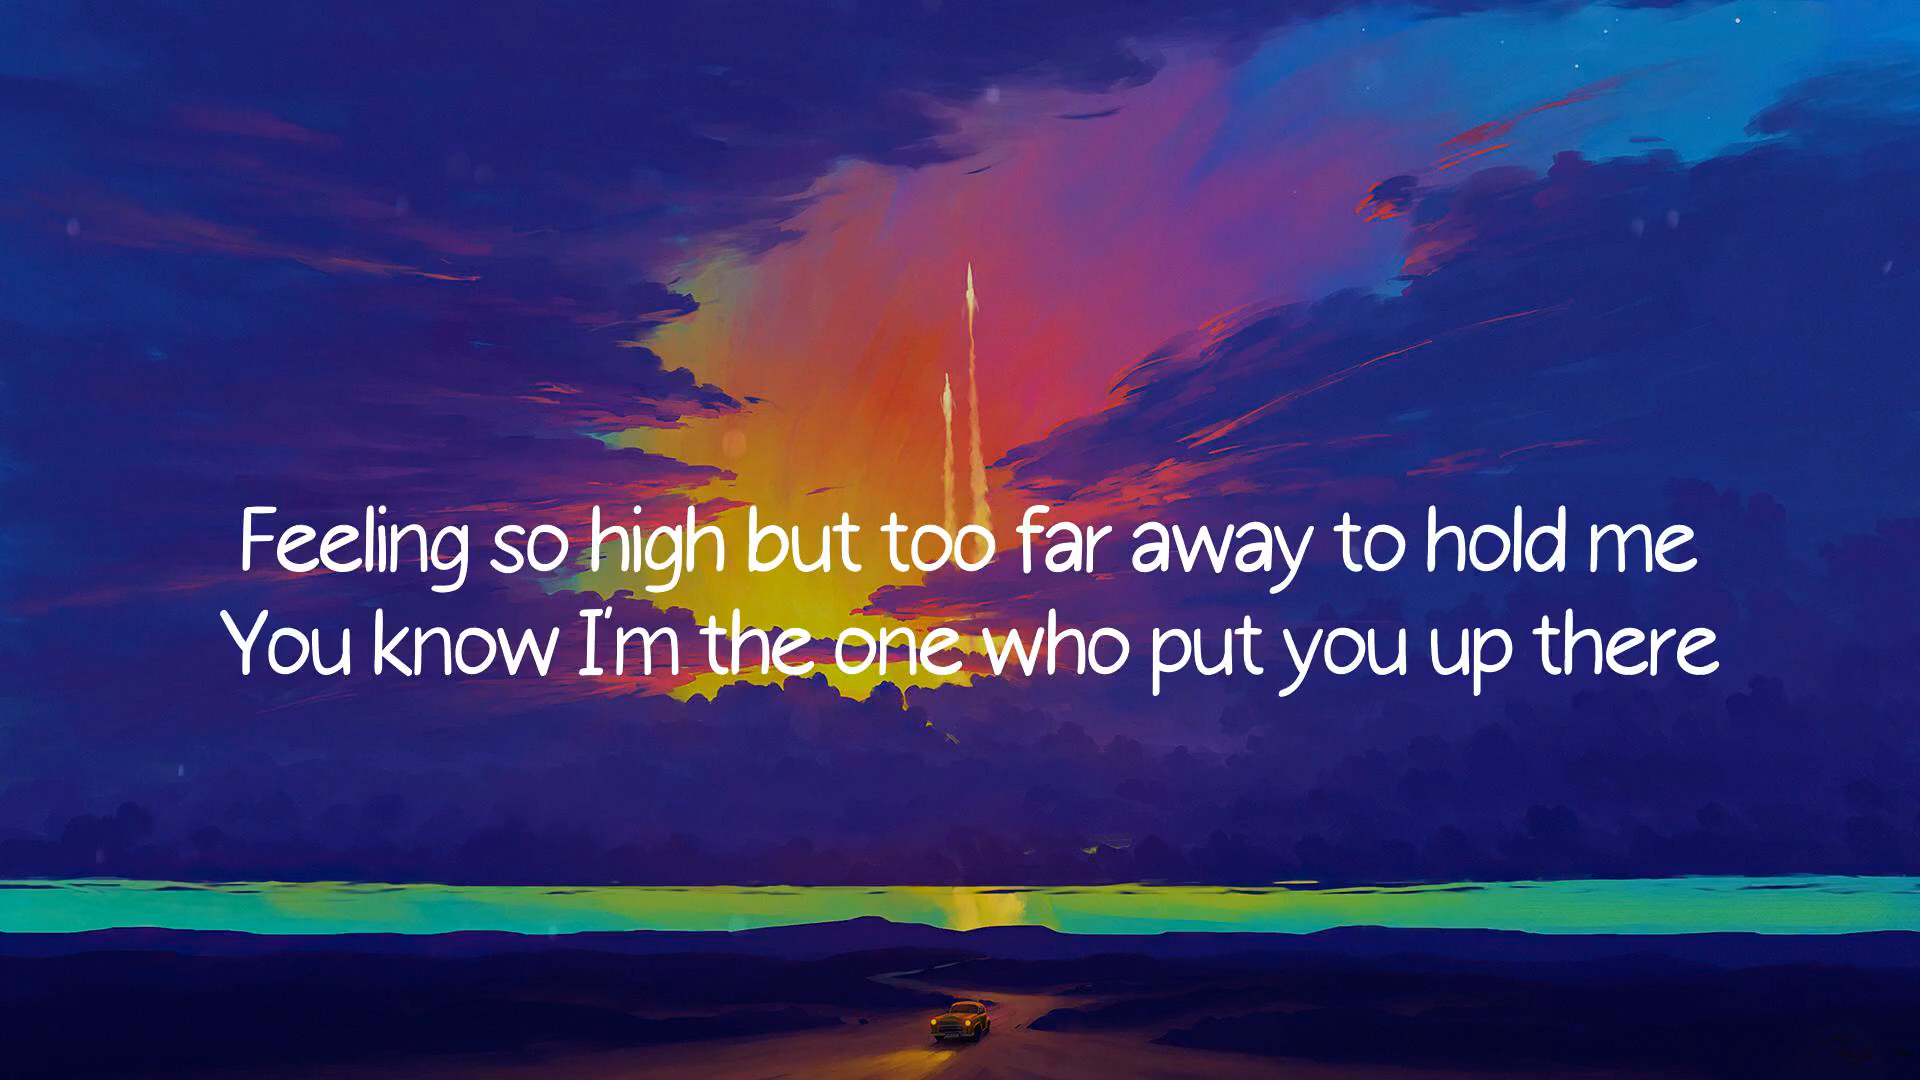 Feeling so high but too far away to hold me
You know I'm the one who put you up there